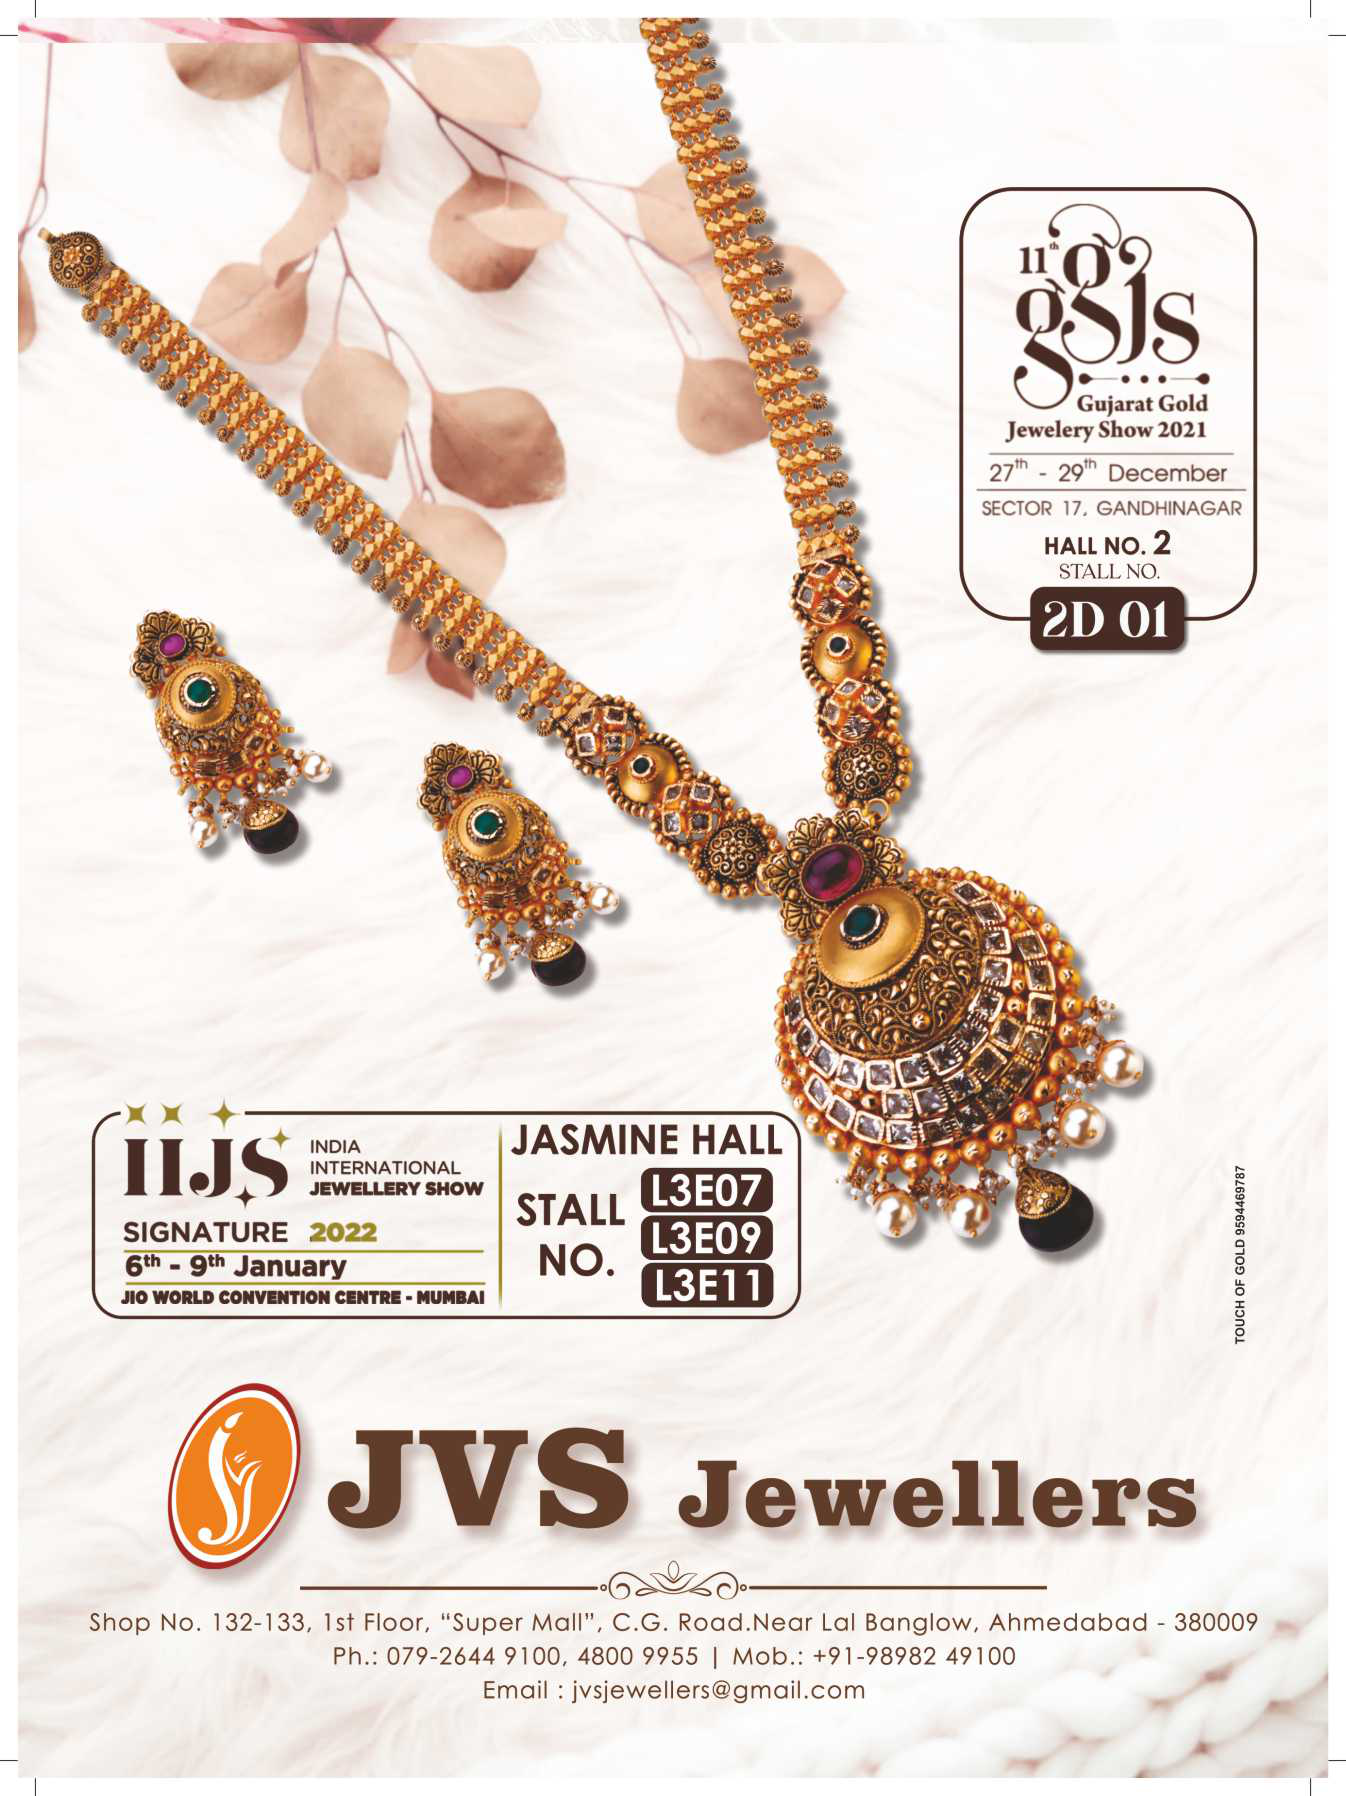 11th ggjs
Gujarat Gold
Jewelery Show 2021
27th - 29th December
SECTOR 17, GANDHINAGAR
HALL NO. 2
STALL NO.
2D 01
IIJS
INDIA
INTERNATIONAL
JEWELLERY SHOW
SIGNATURE 2022
6th - 9th January
JIO WORLD CONVENTION CENTRE - MUMBAI
JASMINE HALL
STALL
NO.
L3E07
L3E09
L3E11
TOUCH OF GOLD 9594469787
JVS Jewellers
Shop No. 132-133, 1st Floor, “Super Mall”, C.G. Road.Near Lal Banglow, Ahmedabad - 380009
Ph.: 079-2644 9100, 4800 9955 | Mob.: +91-98982 49100
Email : jvsjewellers@gmail.com